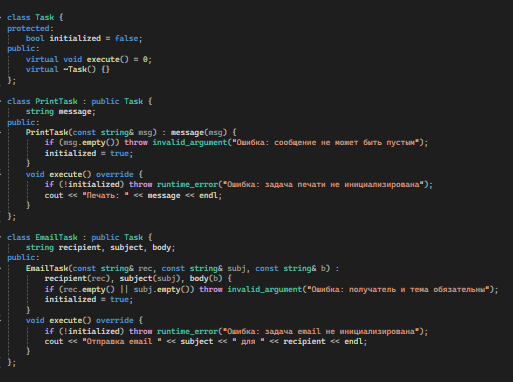 class Task {
protected:
    bool initialized = false;
public:
    virtual void execute() = 0;
    virtual ~Task() {}
};

class PrintTask : public Task {
    string message;
public:
    PrintTask(const string& msg) : message(msg) {
        if (msg.empty()) throw invalid_argument("Ошибка: сообщение не может быть пустым");
        initialized = true;
    }
    void execute() override {
        if (!initialized) throw runtime_error("Ошибка: задача печати не инициализирована");
        cout << "Печать: " << message << endl;
    }
};

class EmailTask : public Task {
    string recipient, subject, body;
public:
    EmailTask(const string& rec, const string& subj, const string& b) :
        recipient(rec), subject(subj), body(b) {
        if (rec.empty() || subj.empty()) throw invalid_argument("Ошибка: получатель и тема обязательны");
        initialized = true;
    }
    void execute() override {
        if (!initialized) throw runtime_error("Ошибка: задача email не инициализирована");
        cout << "Отправка email " << subject << " для " << recipient << endl;
    }
};